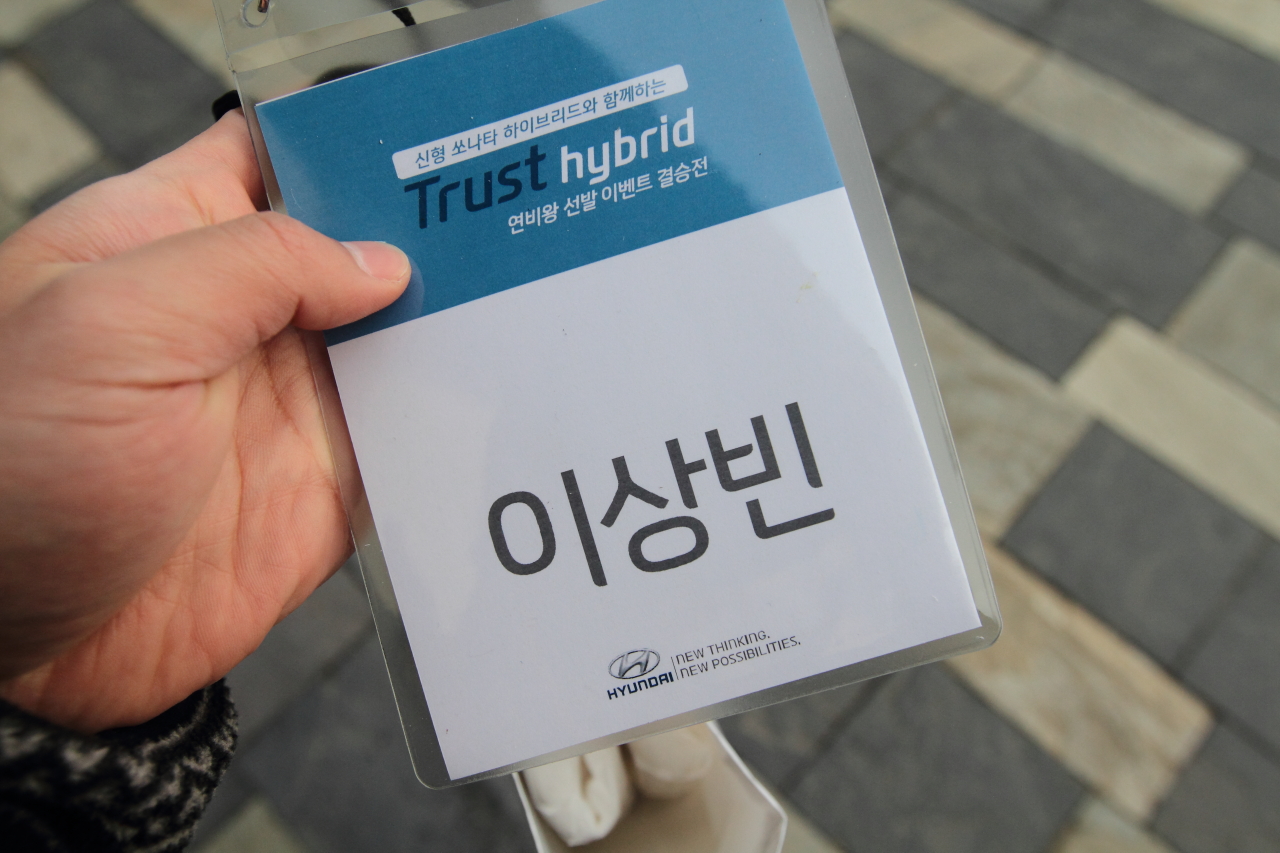 신형 쏘나타 하이브리드와 함께하는
Trust hybrid
연비왕 선발 이벤트 결승전
이상빈
HYUNDAI
NEW THINKING.
NEW POSSIBILITIES.